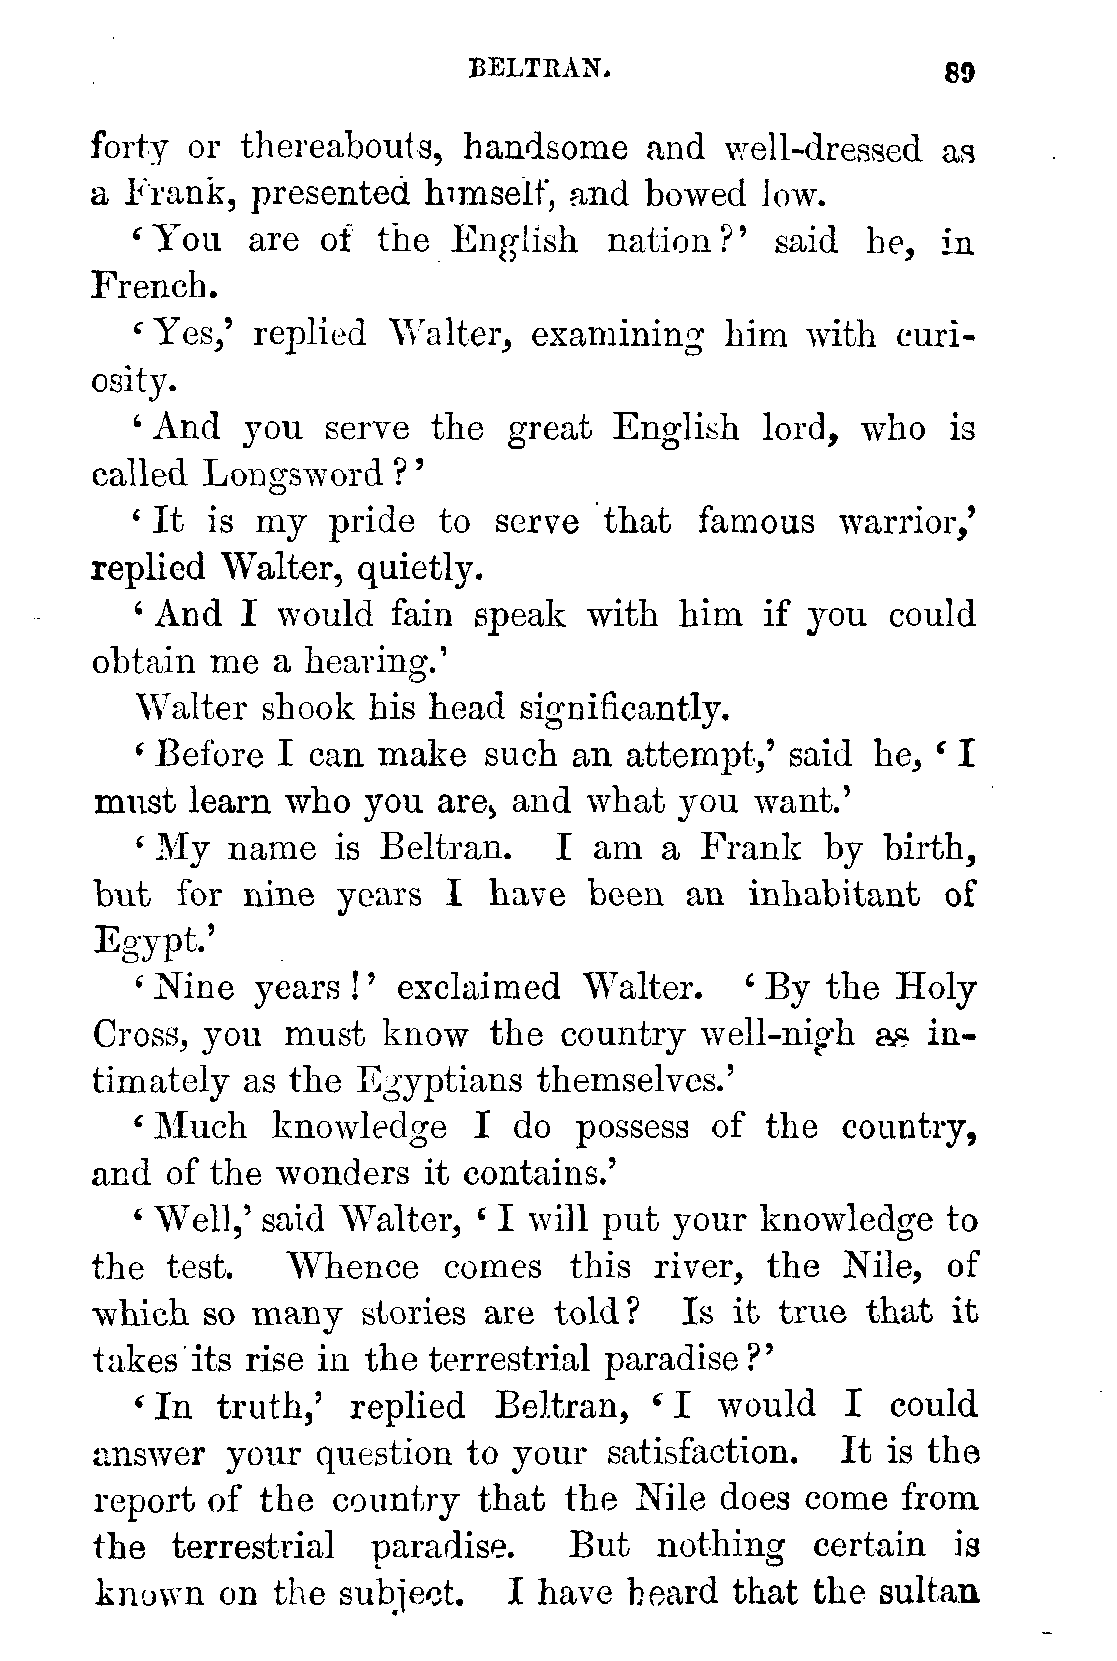 BELTRAN. 89
forty or thereabouts, handsome and well-dressed as
a Frank, presented himself, and bowed low.
‘ You are of the English nation?’ said he, in
French.
‘ Yes,’ replied Walter, examining him with curi-
osity.
‘ And you serve the great English lord, who is
called Longsword ?’
‘ It is my pride to serve that famous warrior,’
replied Walter, quietly.
‘ And I would fain speak with him if you could
obtain me a hearing.’
Walter shook his head significantly.
‘ Before I can make such an attempt,’ said he, ‘ I
must learn who you are, and what you want.’
‘ My name is Beltran. I am a Frank by birth,
but for nine years I have been an inhabitant of
Egypt.’
‘ Nine years !’ exclaimed Walter. ‘ By the Holy
Cross, you must know the country well-nigh as in-
timately as the Egyptians themselves.’
‘ Much knowledge I do possess of the country,
and of the wonders it contains.’
‘ Well,’ said Walter, ‘ I will put your knowledge to
the test. Whence comes this river, the Nile, of
which so many stories are told? Is it true that it
takes its rise in the terrestrial paradise ?’
‘ In truth,’ replied Beltran, ‘ I would I could
answer your question to your satisfaction. It is the
report of the country that the Nile does come from
the terrestrial paradise. But nothing certain is
known on the subject. I have heard that the sultan